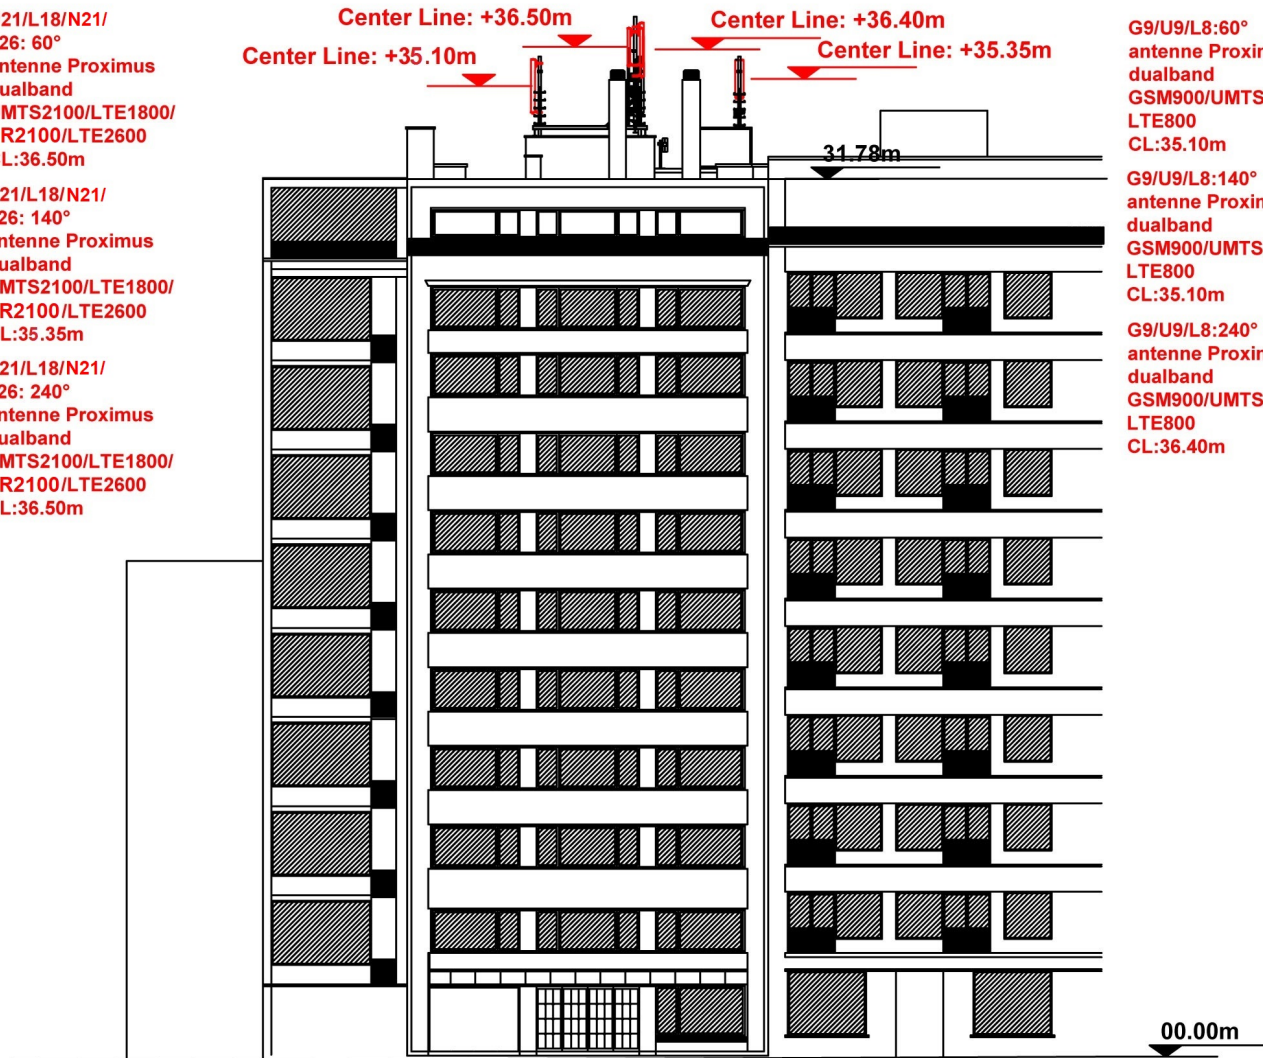 Center Line: +36.50m
Center Line: +36.40m
Center Line: +35.10m
Center Line: +35.35m
21/L18/N21/
26: 60°
ntenne Proximus
ualband
MTS2100/LTE1800/
R2100/LTE2600
L:36.50m
21/L18/N21/
26: 140°
ntenne Proximus
ualband
MTS2100/LTE1800/
R2100/LTE2600
L:35.35m
21/L18/N21/
26: 240°
ntenne Proximus
ualband
MTS2100/LTE1800/
R2100/LTE2600
L:36.50m
31.78m
G9/U9/L8:60°
antenne Proxim
dualband
GSM900/UMTS
LTE800
CL:35.10m
G9/U9/L8:140°
antenne Proxim
dualband
GSM900/UMTS
LTE800
CL:35.10m
G9/U9/L8:240°
antenne Proxim
dualband
GSM900/UMTS
LTE800
CL:36.40m
00.00m